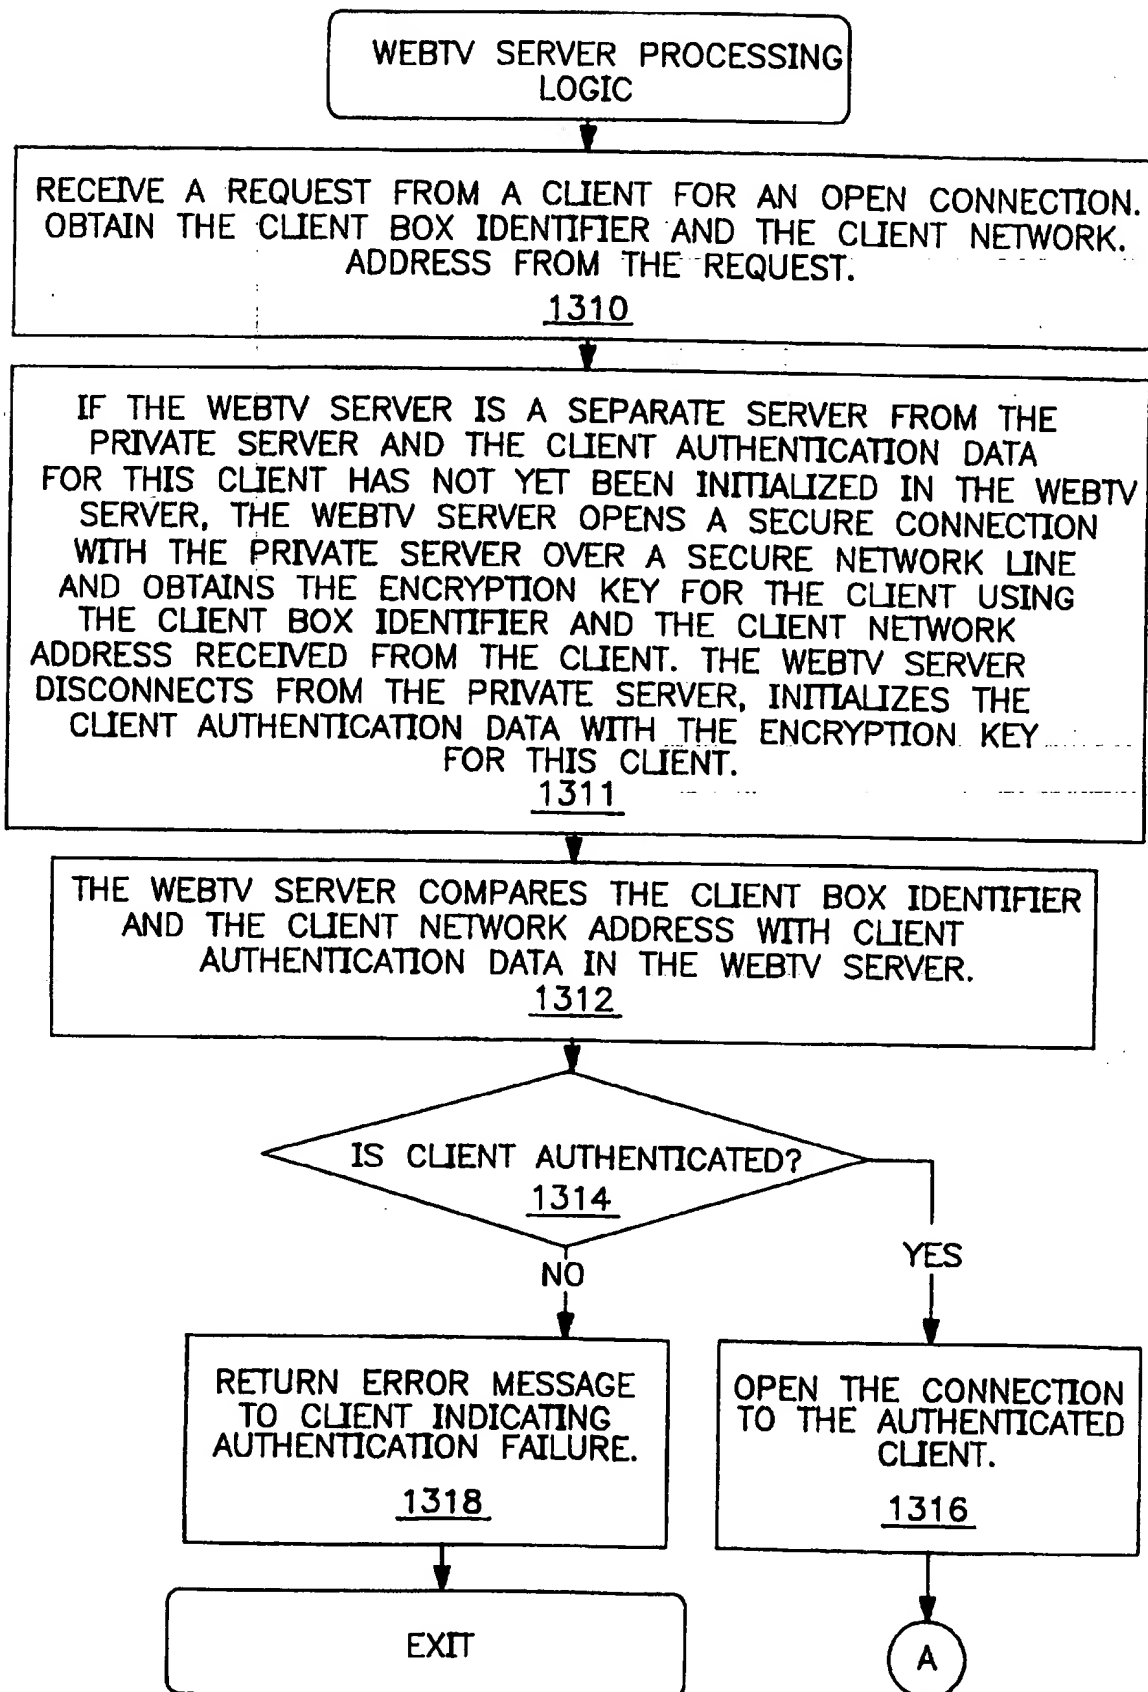 WEBTV SERVER PROCESSING
LOGIC
RECEIVE A REQUEST FROM A CLIENT FOR AN OPEN CONNECTION.
OBTAIN THE CLIENT BOX IDENTIFIER AND THE CLIENT NETWORK.
ADDRESS FROM THE REQUEST.
1310
IF THE WEBTV SERVER IS A SEPARATE SERVER FROM THE
PRIVATE SERVER AND THE CLIENT AUTHENTICATION DATA
FOR THIS CLIENT HAS NOT YET BEEN INITIALIZED IN THE WEBTV
SERVER, THE WEBTV SERVER OPENS A SECURE CONNECTION
WITH THE PRIVATE SERVER OVER A SECURE NETWORK LINE
AND OBTAINS THE ENCRYPTION KEY FOR THE CLIENT USING
THE CLIENT BOX IDENTIFIER AND THE CLIENT NETWORK
ADDRESS RECEIVED FROM THE CLIENT. THE WEBTV SERVER
DISCONNECTS FROM THE PRIVATE SERVER, INITIALIZES THE
CLIENT AUTHENTICATION DATA WITH THE ENCRYPTION KEY
FOR THIS CLIENT.
1311
THE WEBTV SERVER COMPARES THE CLIENT BOX IDENTIFIER
AND THE CLIENT NETWORK ADDRESS WITH CLIENT
AUTHENTICATION DATA IN THE WEBTV SERVER.
1312
IS CLIENT AUTHENTICATED?
1314
NO
YES
RETURN ERROR MESSAGE
TO CLIENT INDICATING
AUTHENTICATION FAILURE.
1318
OPEN THE CONNECTION
TO THE AUTHENTICATED
CLIENT.
1316
EXIT
A